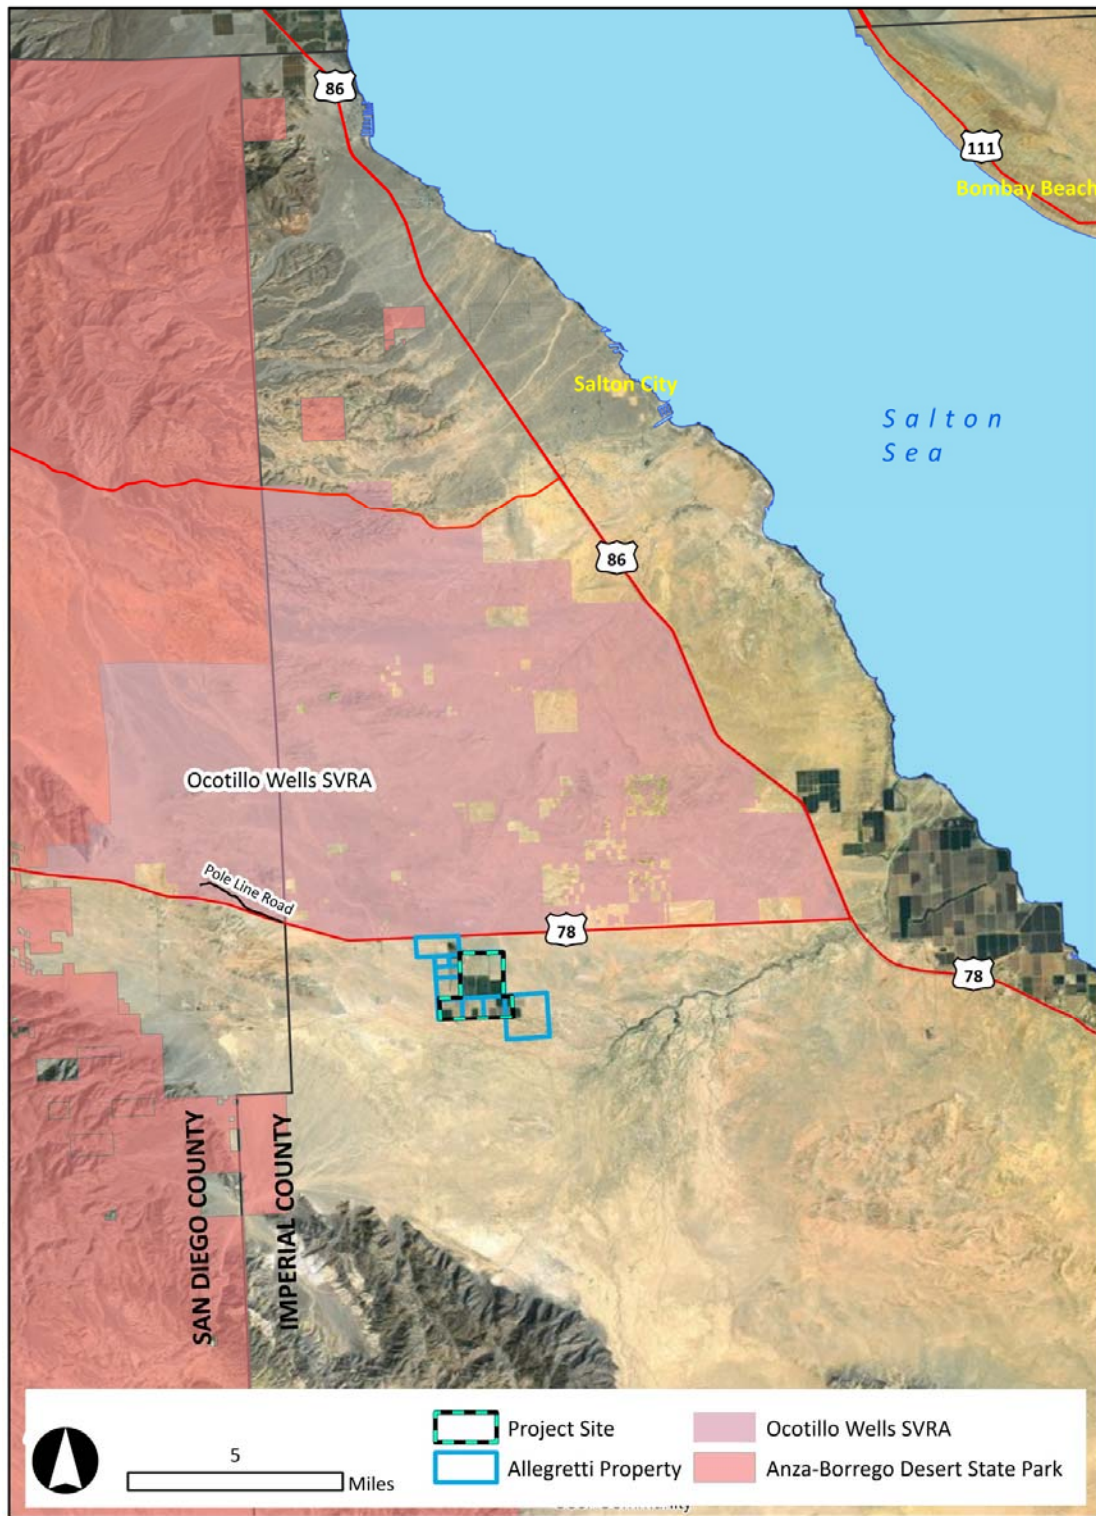 86
111
Bombay Beach
Salton City
Salton
Sea
86
Ocotillo Wells SVRA
Pole Line Road
78
78
SAN DIEGO COUNTY
IMPERIAL COUNTY
5
Miles
Project Site
Allegretti Property
Ocotillo Wells SVRA
Anza-Borrego Desert State Park